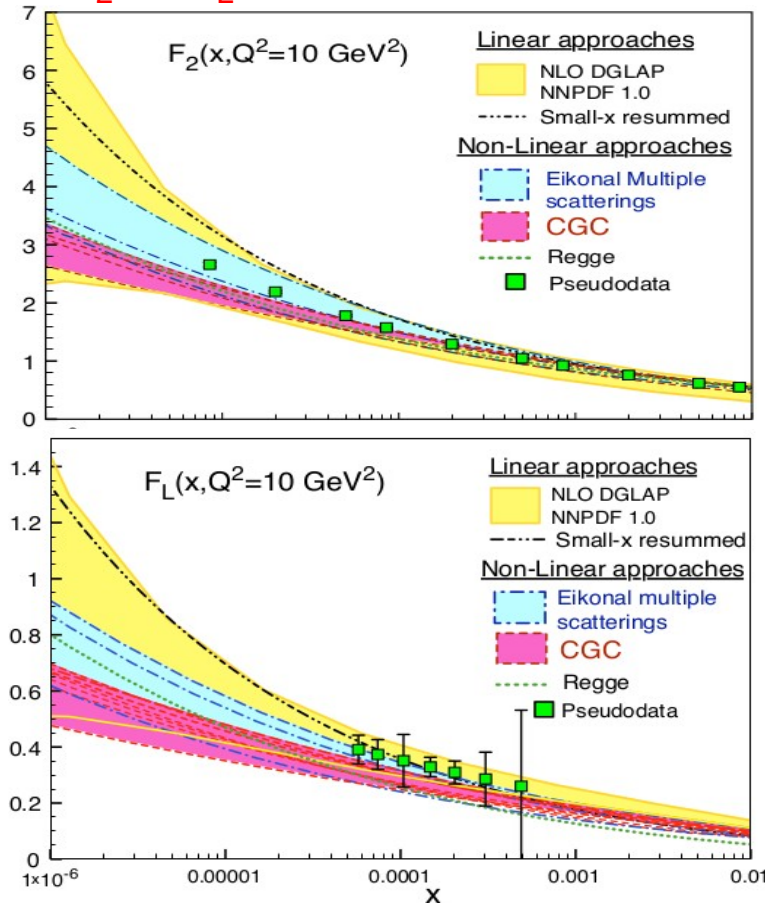 7
6
5
4
3
2
1
0
F2(x,Q2=10 GeV2)
Linear approaches
NLO DGLAP
NNPDF 1.0
Small-x resummed
Non-Linear approaches
Eikonal Multiple
scatterings
CGC
Regge
Pseudodata
1.4
1.2
1
0.8
0.6
0.4
0.2
0
FL(x,Q2=10 GeV2)
Linear approaches
NLO DGLAP
NNPDF 1.0
Small-x resummed
Non-Linear approaches
Eikonal multiple
scatterings
CGC
Regge
Pseudodata
1×10-6 0.00001 0.0001 0.001 0.01
x